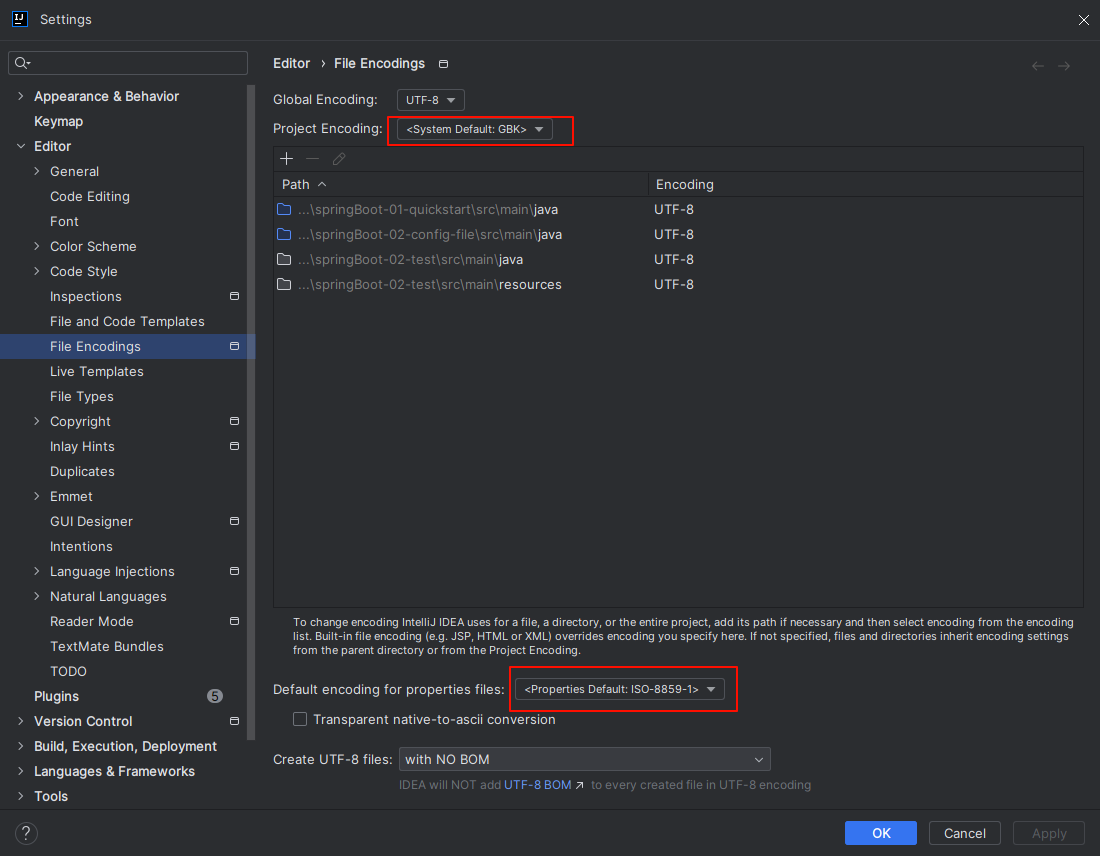 Settings
Appearance & Behavior
Keymap
Editor
General
Code Editing
Font
Color Scheme
Code Style
Inspections
File and Code Templates
File Encodings
Live Templates
File Types
Copyright
Inlay Hints
Duplicates
Emmet
GUI Designer
Intentions
Language Injections
Natural Languages
Reader Mode
TextMate Bundles
TODO
Plugins 5
Version Control
Build, Execution, Deployment
Languages & Frameworks
Tools
Editor › File Encodings
Global Encoding: UTF-8
Project Encoding: <System Default: GBK>
Path Encoding
...\springBoot-01-quickstart\src\main\java UTF-8
...\springBoot-02-config-file\src\main\java UTF-8
...\springBoot-02-test\src\main\java UTF-8
...\springBoot-02-test\src\main\resources UTF-8
To change encoding IntelliJ IDEA uses for a file, a directory, or the entire project, add its path if necessary and then select encoding from the encoding
list. Built-in file encoding (e.g. JSP, HTML or XML) overrides encoding you specify here. If not specified, files and directories inherit encoding settings
from the parent directory or from the Project Encoding.
Default encoding for properties files: <Properties Default: ISO-8859-1>
Transparent native-to-ascii conversion
Create UTF-8 files: with NO BOM
IDEA will NOT add UTF-8 BOM ↗ to every created file in UTF-8 encoding
? OK Cancel Apply